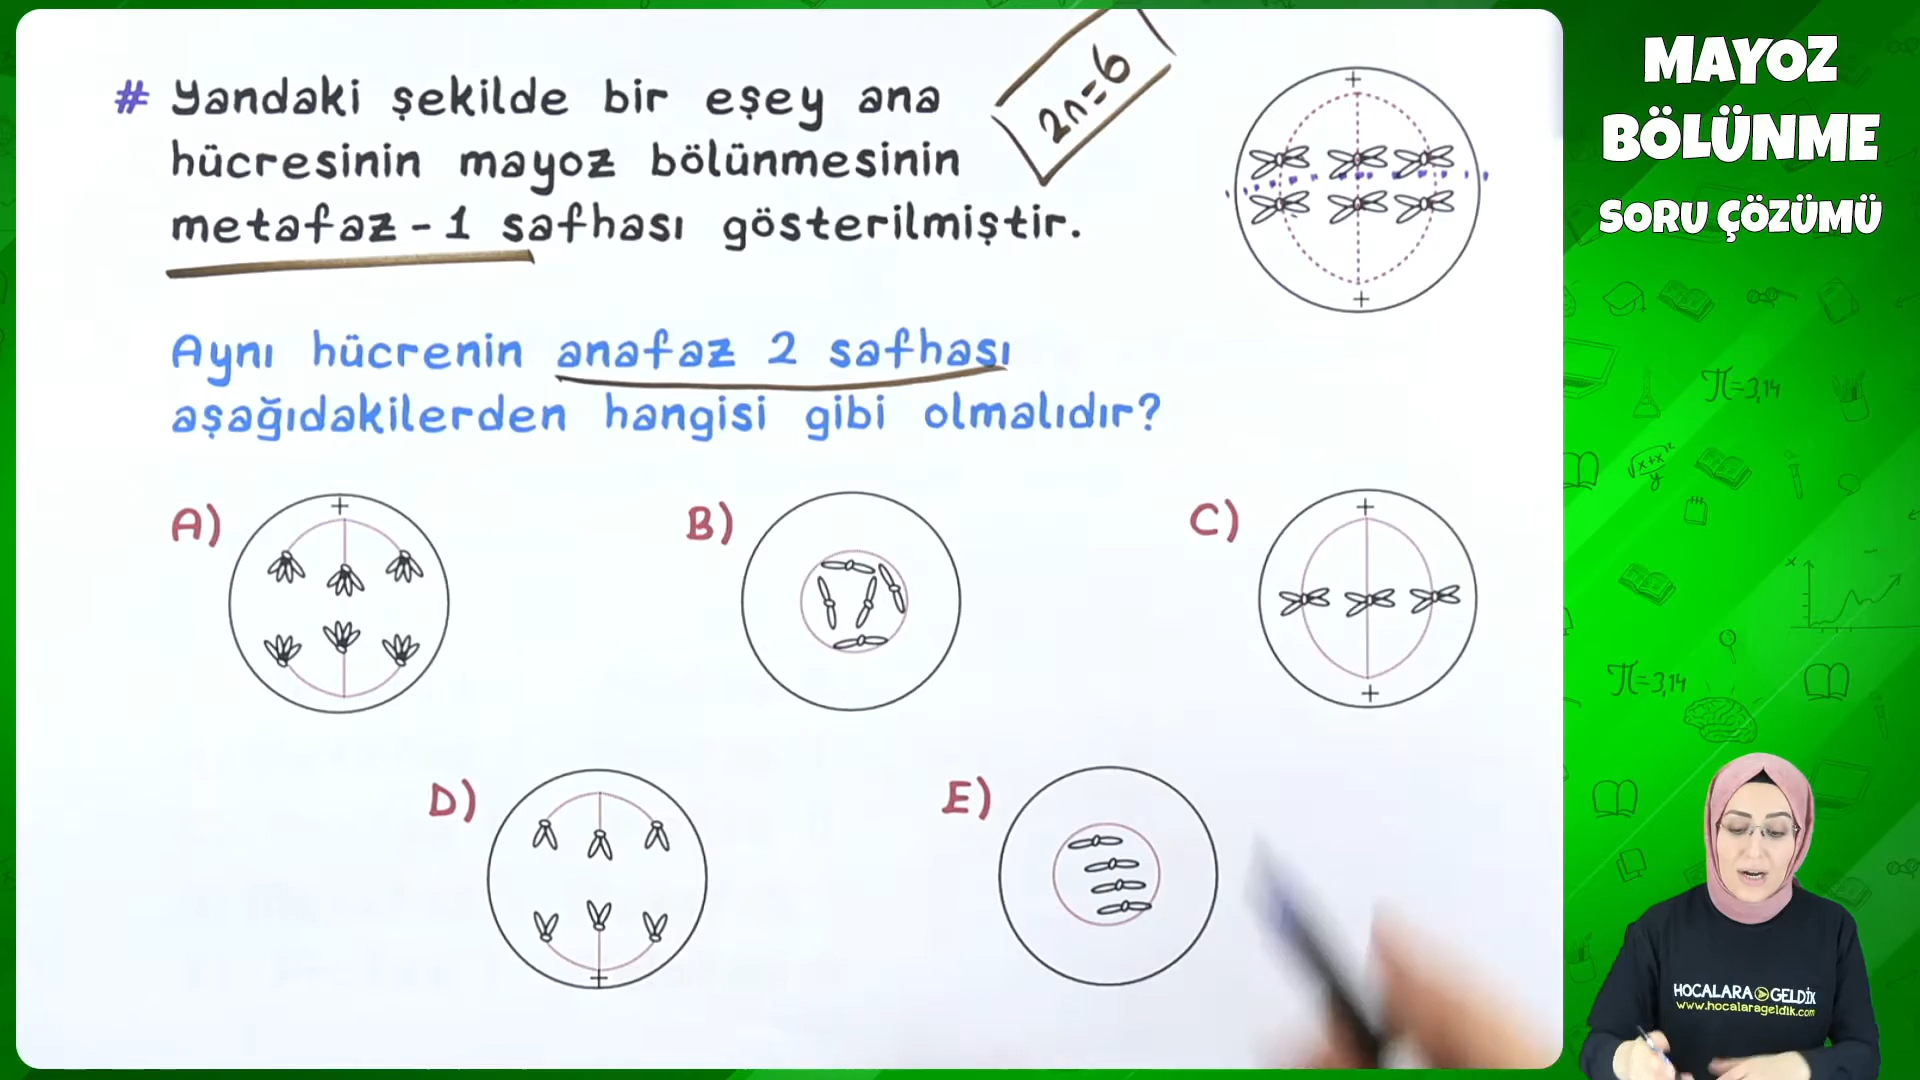 # Yandaki şekilde bir eşey ana
hücresinin mayoz bölünmesinin
metafaz-1 safhası gösterilmiştir.
2n=6
Aynı hücrenin anafaz 2 safhası
aşağıdakilerden hangisi gibi olmalıdır?
A)
B)
C)
D)
E)
MAYOZ
BÖLÜNME
SORU ÇÖZÜMÜ
π=3,14
π=3,14
HOCALARA GELDİK
www.hocalarageldik.com